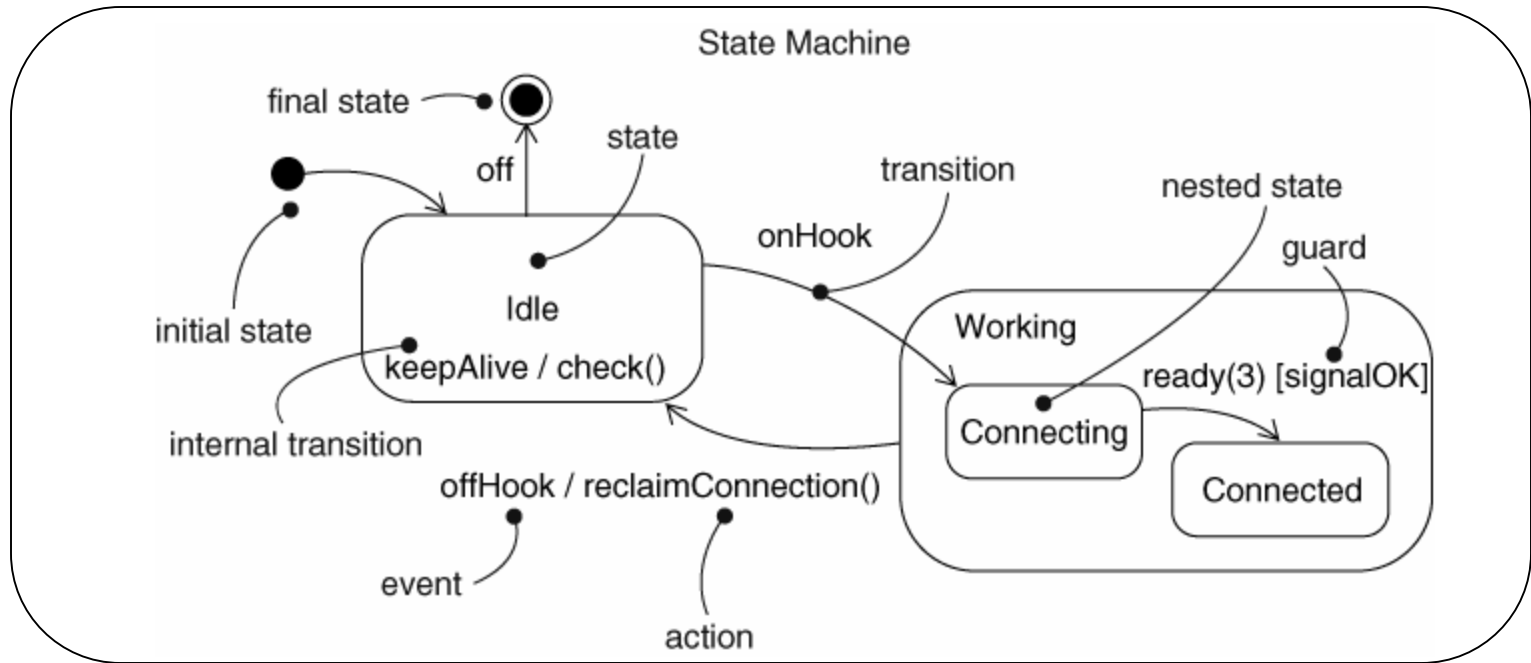 State Machine
final state
state
off
transition
nested state
onHook
guard
initial state
Idle
Working
keepAlive / check()
ready(3) [signalOK]
internal transition
Connecting
offHook / reclaimConnection()
Connected
event
action